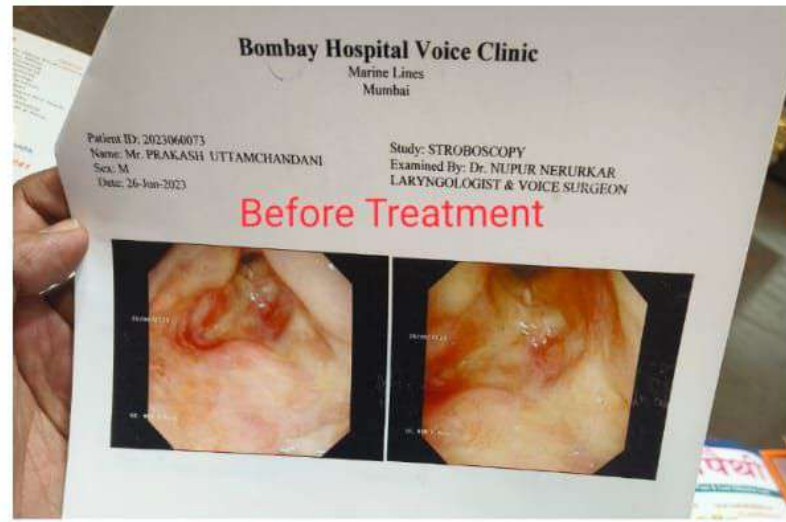 Bombay Hospital Voice Clinic
Marine Lines
Mumbai
Patient ID: 2023060073
Name: Mr. PRAKASH UTTAMCHANDANI
Sex: M
Date: 26-Jun-2023
Study: STROBOSCOPY
Examined By: Dr. NUPUR NERURKAR
LARYNGOLOGIST & VOICE SURGEON
Before Treatment